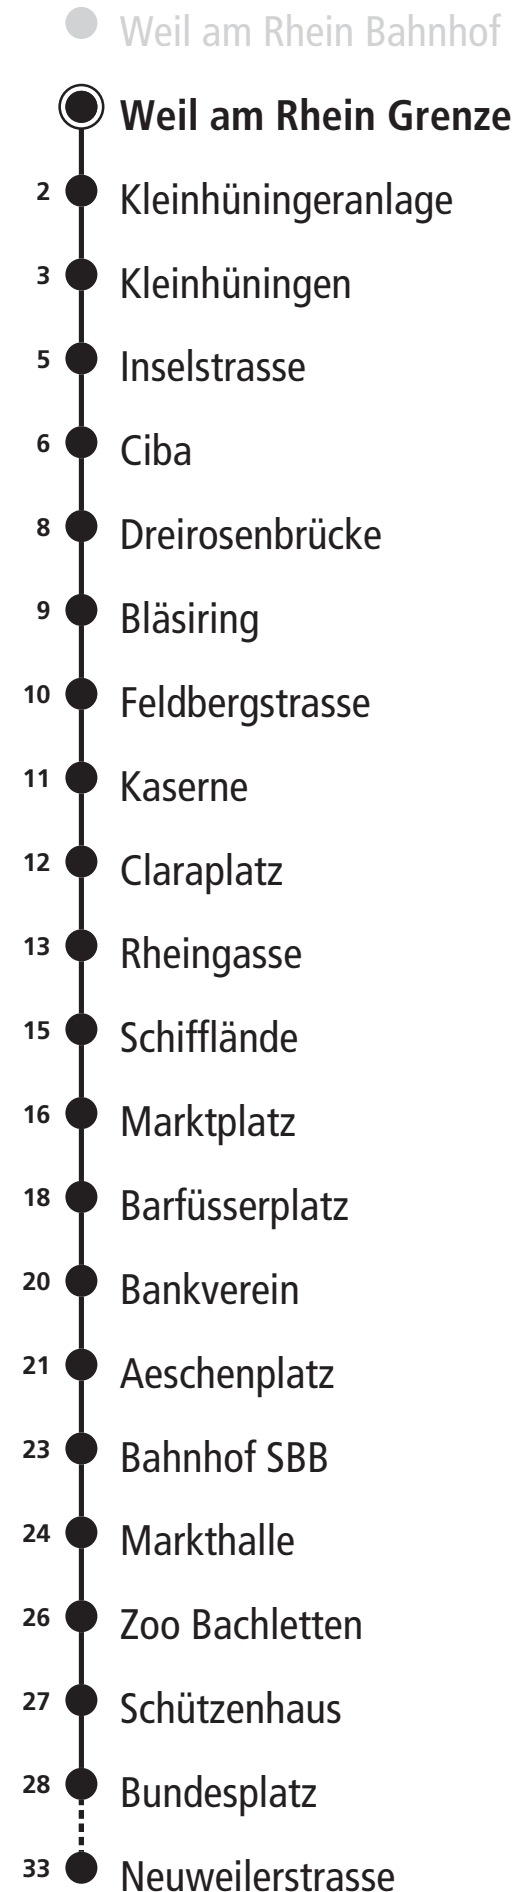 Weil am Rhein Bahnhof
Weil am Rhein Grenze
2 Kleinhüningeranlage
3 Kleinhüningen
5 Inselstrasse
6 Ciba
8 Dreirosenbrücke
9 Bläsiring
10 Feldbergstrasse
11 Kaserne
12 Claraplatz
13 Rheingasse
15 Schifflände
16 Marktplatz
18 Barfüsserplatz
20 Bankverein
21 Aeschenplatz
23 Bahnhof SBB
24 Markthalle
26 Zoo Bachletten
27 Schützenhaus
28 Bundesplatz
33 Neuweilerstrasse